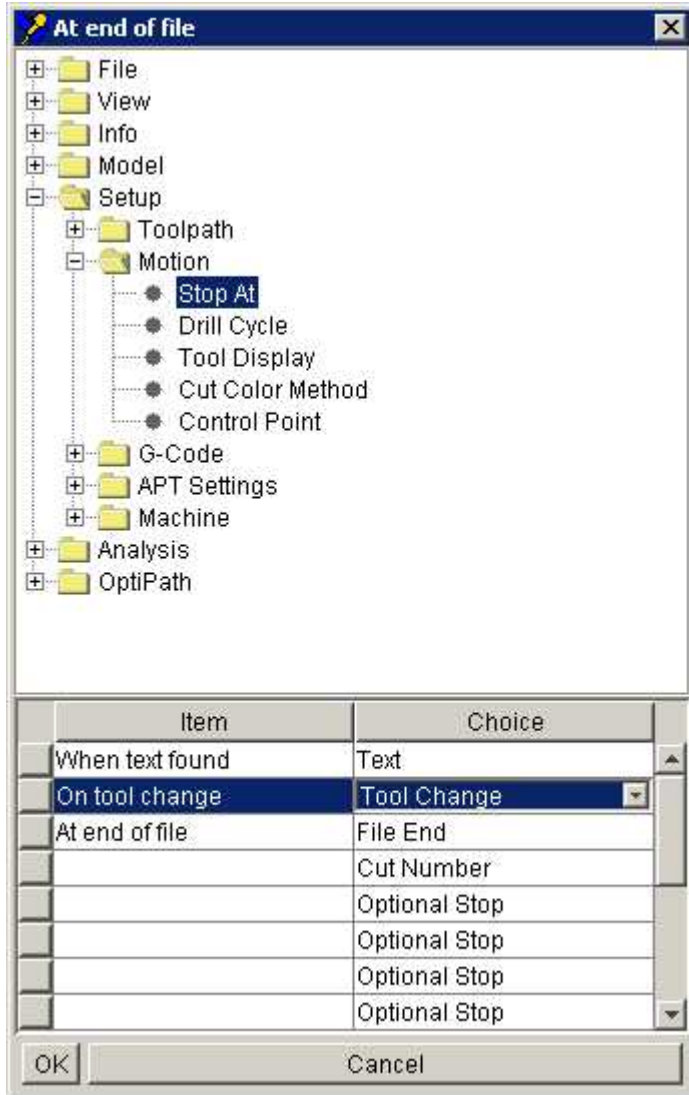 At end of file
File
View
Info
Model
Setup
Toolpath
Motion
Stop At
Drill Cycle
Tool Display
Cut Color Method
Control Point
G-Code
APT Settings
Machine
Analysis
OptiPath
Item Choice
When text found Text
On tool change Tool Change
At end of file File End
Cut Number
Optional Stop
Optional Stop
Optional Stop
Optional Stop
OK Cancel